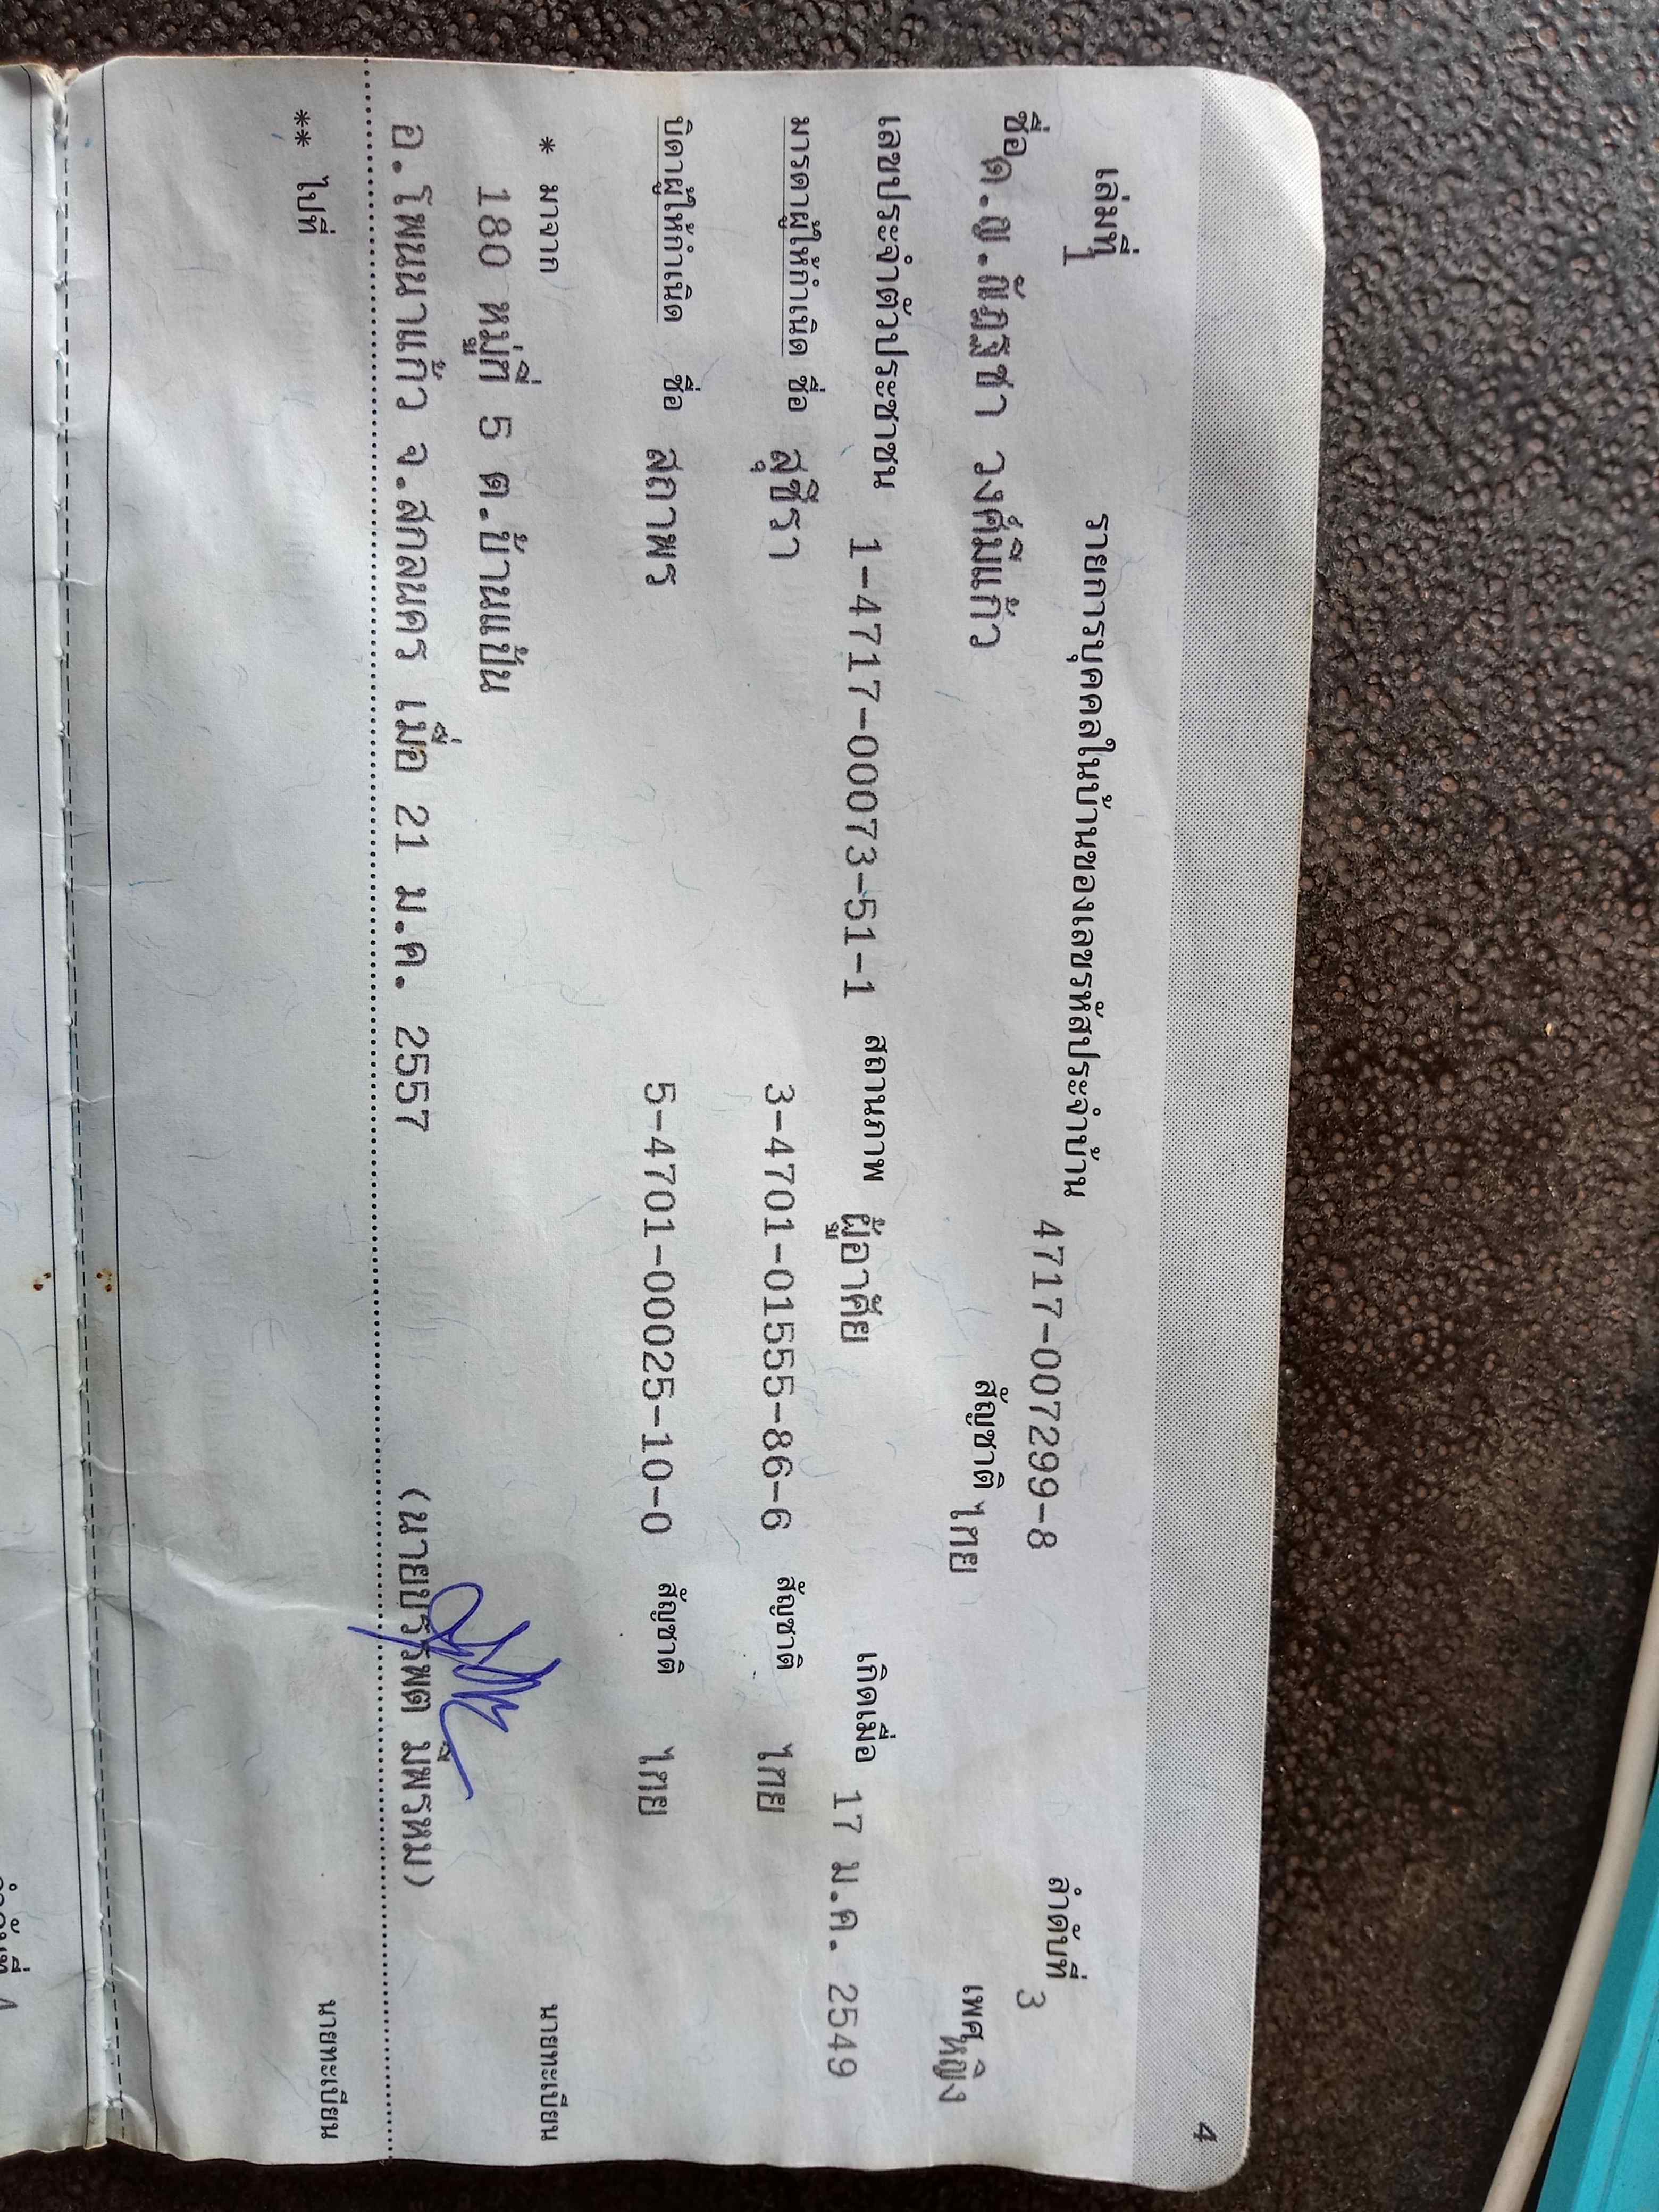 4
เล่มที่ 1 รายการบุคคลในบ้านของเลขรหัสประจำบ้าน 4717-007299-8 ลำดับที่ 3
ชื่อ ด.ญ.ณัฏฐชา วงศ์มีแก้ว สัญชาติ ไทย เพศ หญิง
เลขประจำตัวประชาชน 1-4717-00073-51-1 สถานภาพ ผู้อาศัย เกิดเมื่อ 17 ม.ค. 2549
มารดาผู้ให้กำเนิด ชื่อ สุชีรา 3-4701-01555-86-6 สัญชาติ ไทย
บิดาผู้ให้กำเนิด ชื่อ สถาพร 5-4701-00025-10-0 สัญชาติ ไทย
* มาจาก
180 หมู่ที่ 5 ต.บ้านแป้น
นายทะเบียน
อ.โพนนาแก้ว จ.สกลนคร เมื่อ 21 ม.ค. 2557 (นายบรรพต มูพรหม)
** ไปที่
นายทะเบียน